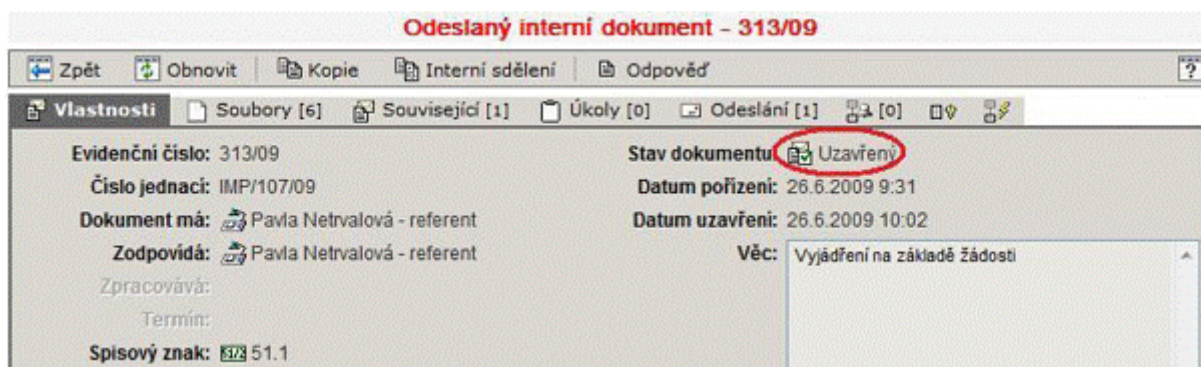 Odeslaný interní dokument - 313/09
Zpět Obnovit Kopie Interní sdělení Odpověď ?
Vlastnosti Soubory [6] Související [1] Úkoly [0] Odeslání [1] [0]
Evidenční číslo: 313/09 Stav dokumentu: Uzavřený
Číslo jednací: IMP/107/09 Datum pořízení: 26.6.2009 9:31
Dokument má: Pavla Netrvalová - referent Datum uzavření: 26.6.2009 10:02
Zodpovídá: Pavla Netrvalová - referent Věc: Vyjádření na základě žádosti
Zpracovává:
Termín:
Spisový znak: 51.1